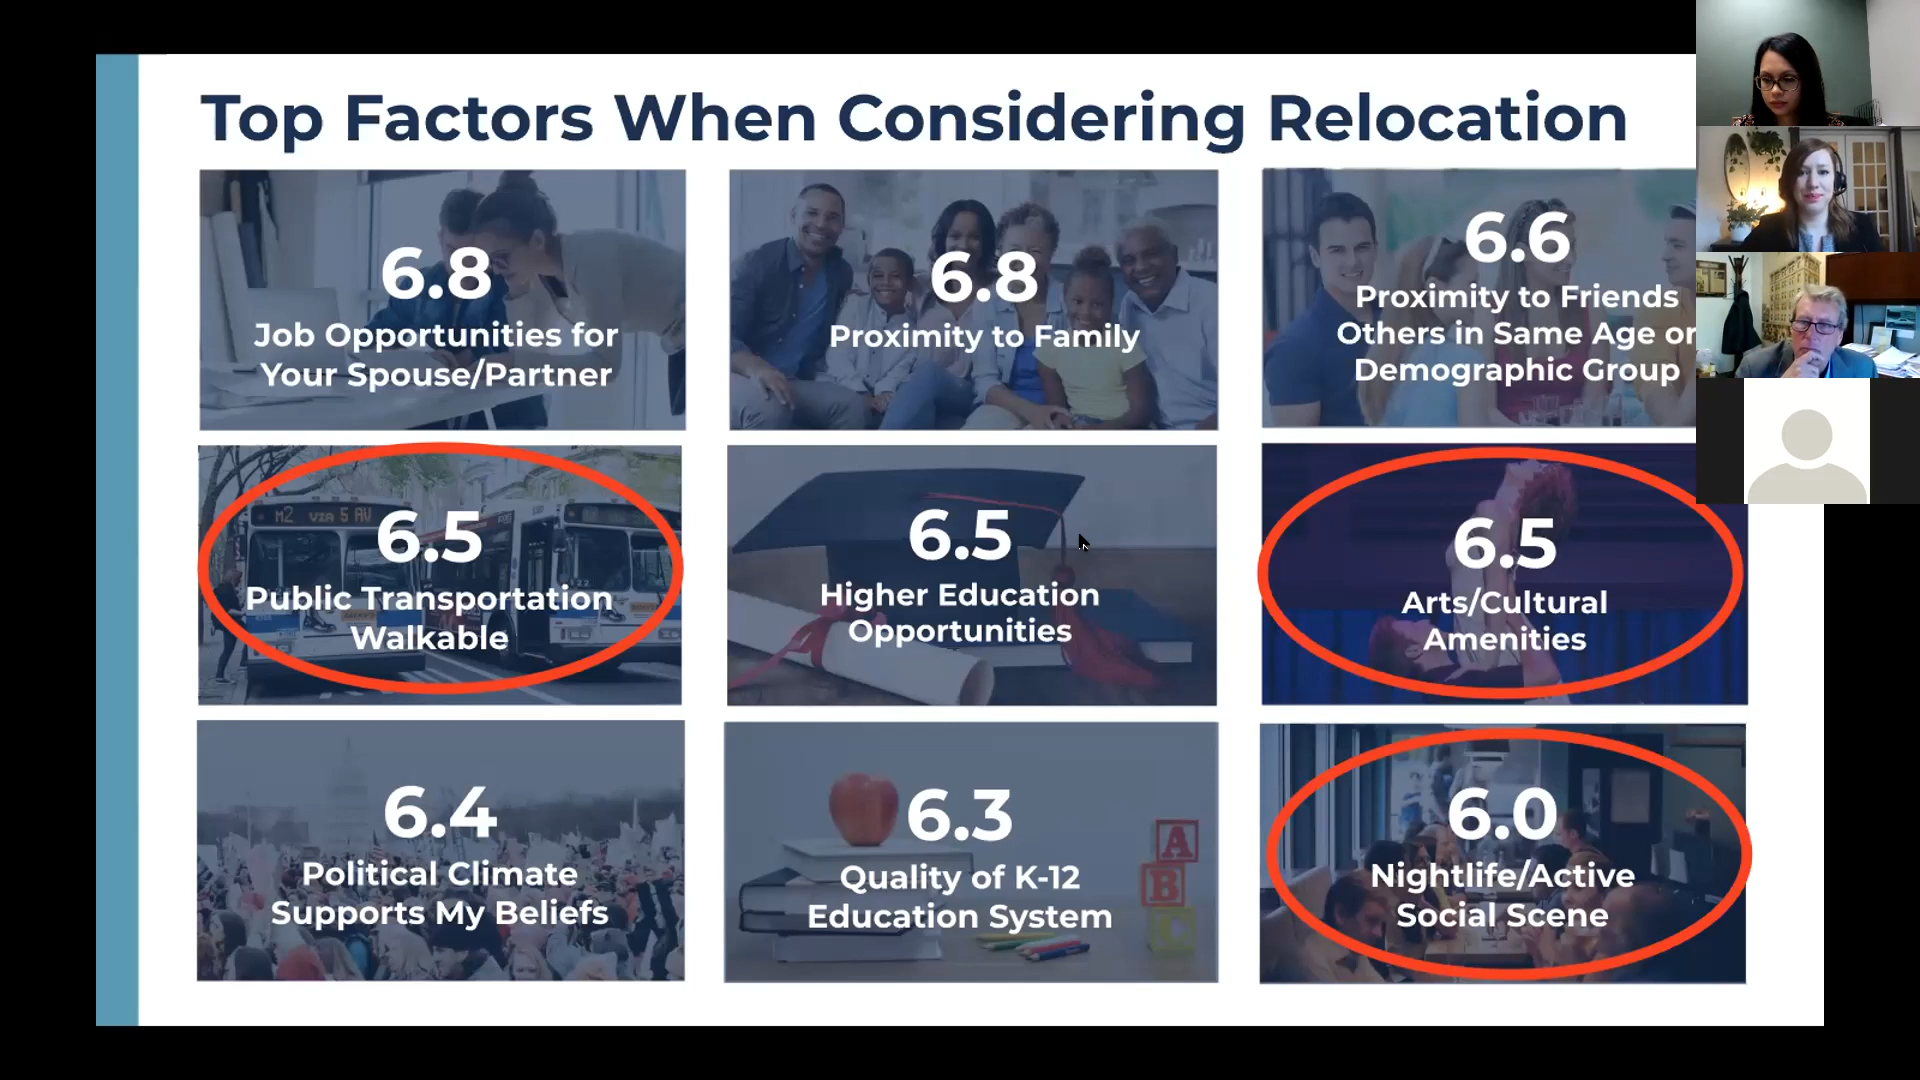 Top Factors When Considering Relocation
6.8
Job Opportunities for
Your Spouse/Partner
6.8
Proximity to Family
6.6
Proximity to Friends
Others in Same Age or
Demographic Group
M2 VIA 5 AV
6.5
Public Transportation
Walkable
6.5
Higher Education
Opportunities
6.5
Arts/Cultural
Amenities
6.4
Political Climate
Supports My Beliefs
6.3
Quality of K-12
Education System
A
B
C
6.0
Nightlife/Active
Social Scene